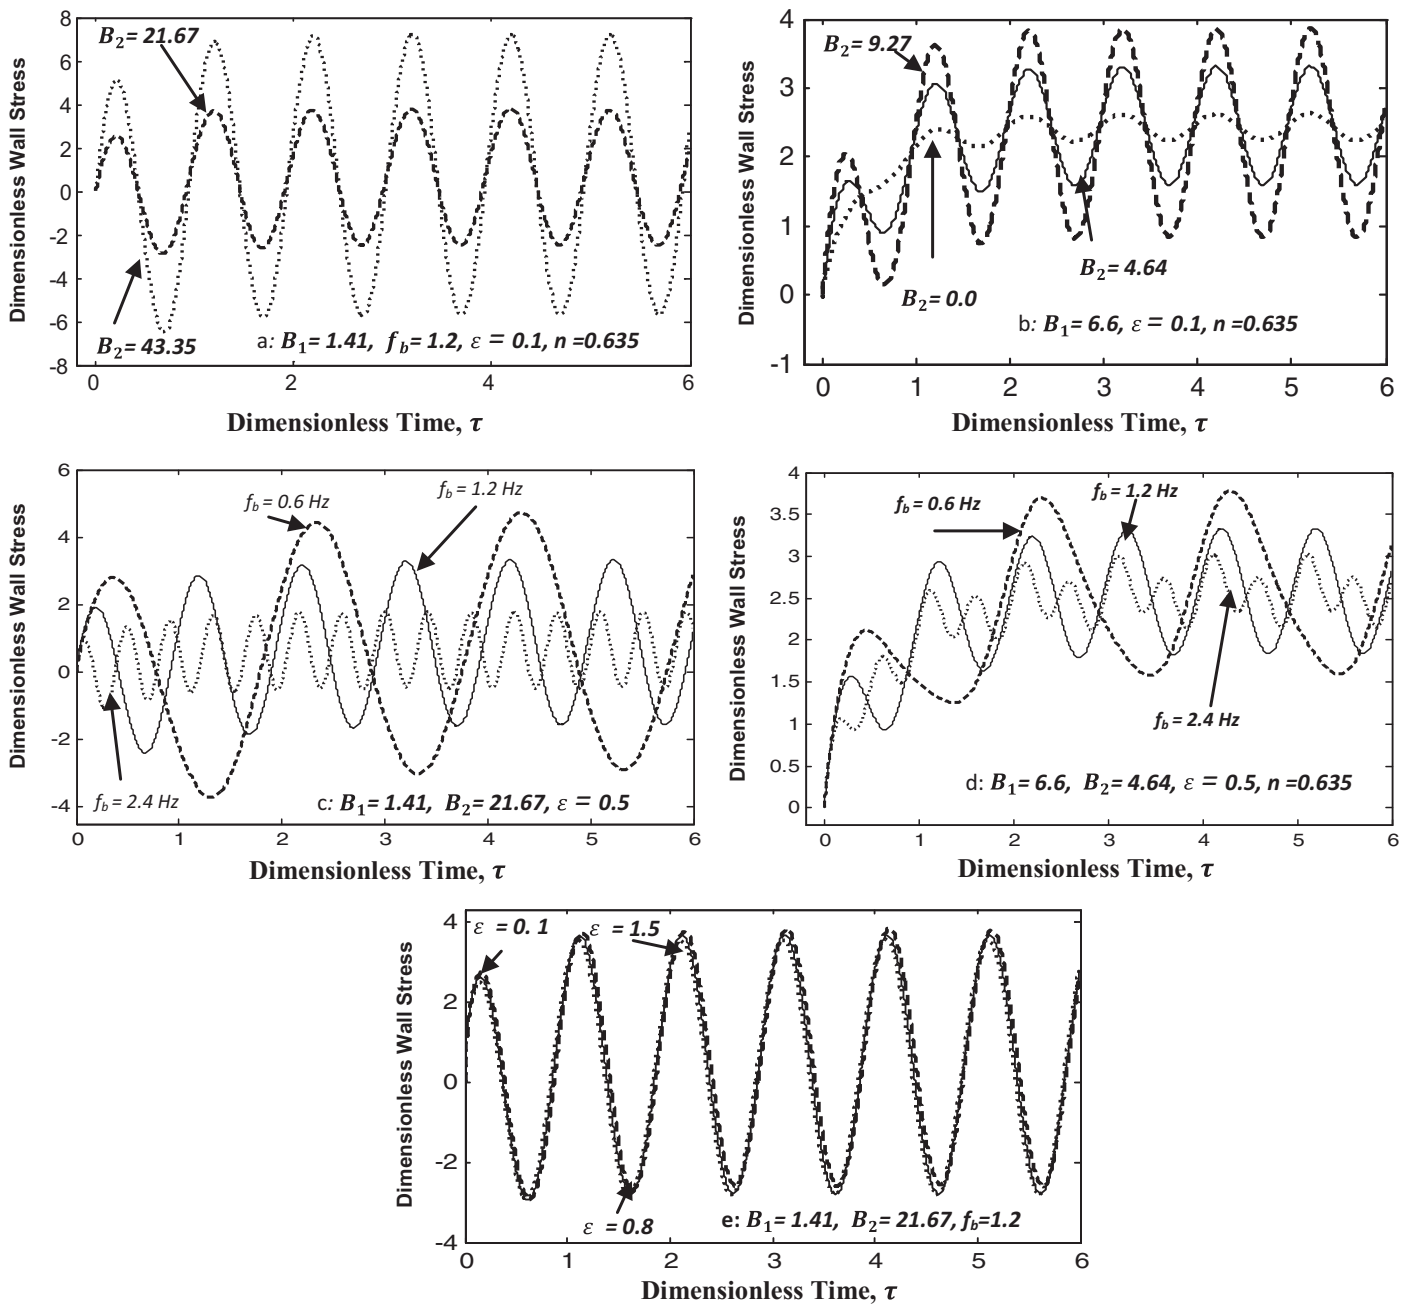 8
6
4
2
0
-2
-4
-6
-8
Dimensionless Wall Stress
B₂= 21.67
B₂= 43.35
a: B₁= 1.41, f_b= 1.2, ε = 0.1, n =0.635
0 2 4 6
Dimensionless Time, τ
4
3
2
1
0
-1
Dimensionless Wall Stress
B₂= 9.27
B₂= 4.64
B₂= 0.0
b: B₁= 6.6, ε = 0.1, n =0.635
0 1 2 3 4 5 6
Dimensionless Time, τ
6
4
2
0
-2
-4
Dimensionless Wall Stress
f_b = 0.6 Hz
f_b = 1.2 Hz
f_b = 2.4 Hz
c: B₁= 1.41, B₂= 21.67, ε = 0.5
0 1 2 3 4 5 6
Dimensionless Time, τ
4
3.5
3
2.5
2
1.5
1
0.5
0
Dimensionless Wall Stress
f_b = 0.6 Hz
f_b = 1.2 Hz
f_b = 2.4 Hz
d: B₁= 6.6, B₂= 4.64, ε = 0.5, n =0.635
0 1 2 3 4 5 6
Dimensionless Time, τ
4
2
0
-2
-4
Dimensionless Wall Stress
ε = 0. 1
ε = 1.5
ε = 0.8
e: B₁= 1.41, B₂= 21.67, f_b=1.2
0 1 2 3 4 5 6
Dimensionless Time, τ